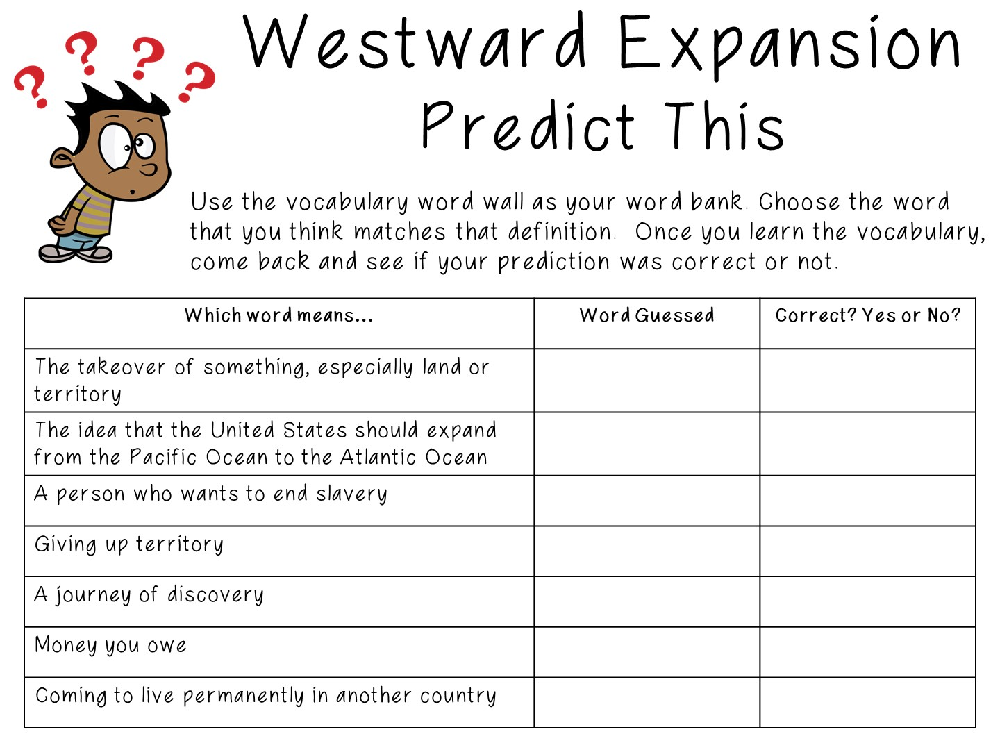 Westward Expansion
Predict This
Use the vocabulary word wall as your word bank. Choose the word
that you think matches that definition.  Once you learn the vocabulary,
come back and see if your prediction was correct or not.
Which word means... Word Guessed Correct? Yes or No?
The takeover of something, especially land or
territory
The idea that the United States should expand
from the Pacific Ocean to the Atlantic Ocean
A person who wants to end slavery
Giving up territory
A journey of discovery
Money you owe
Coming to live permanently in another country